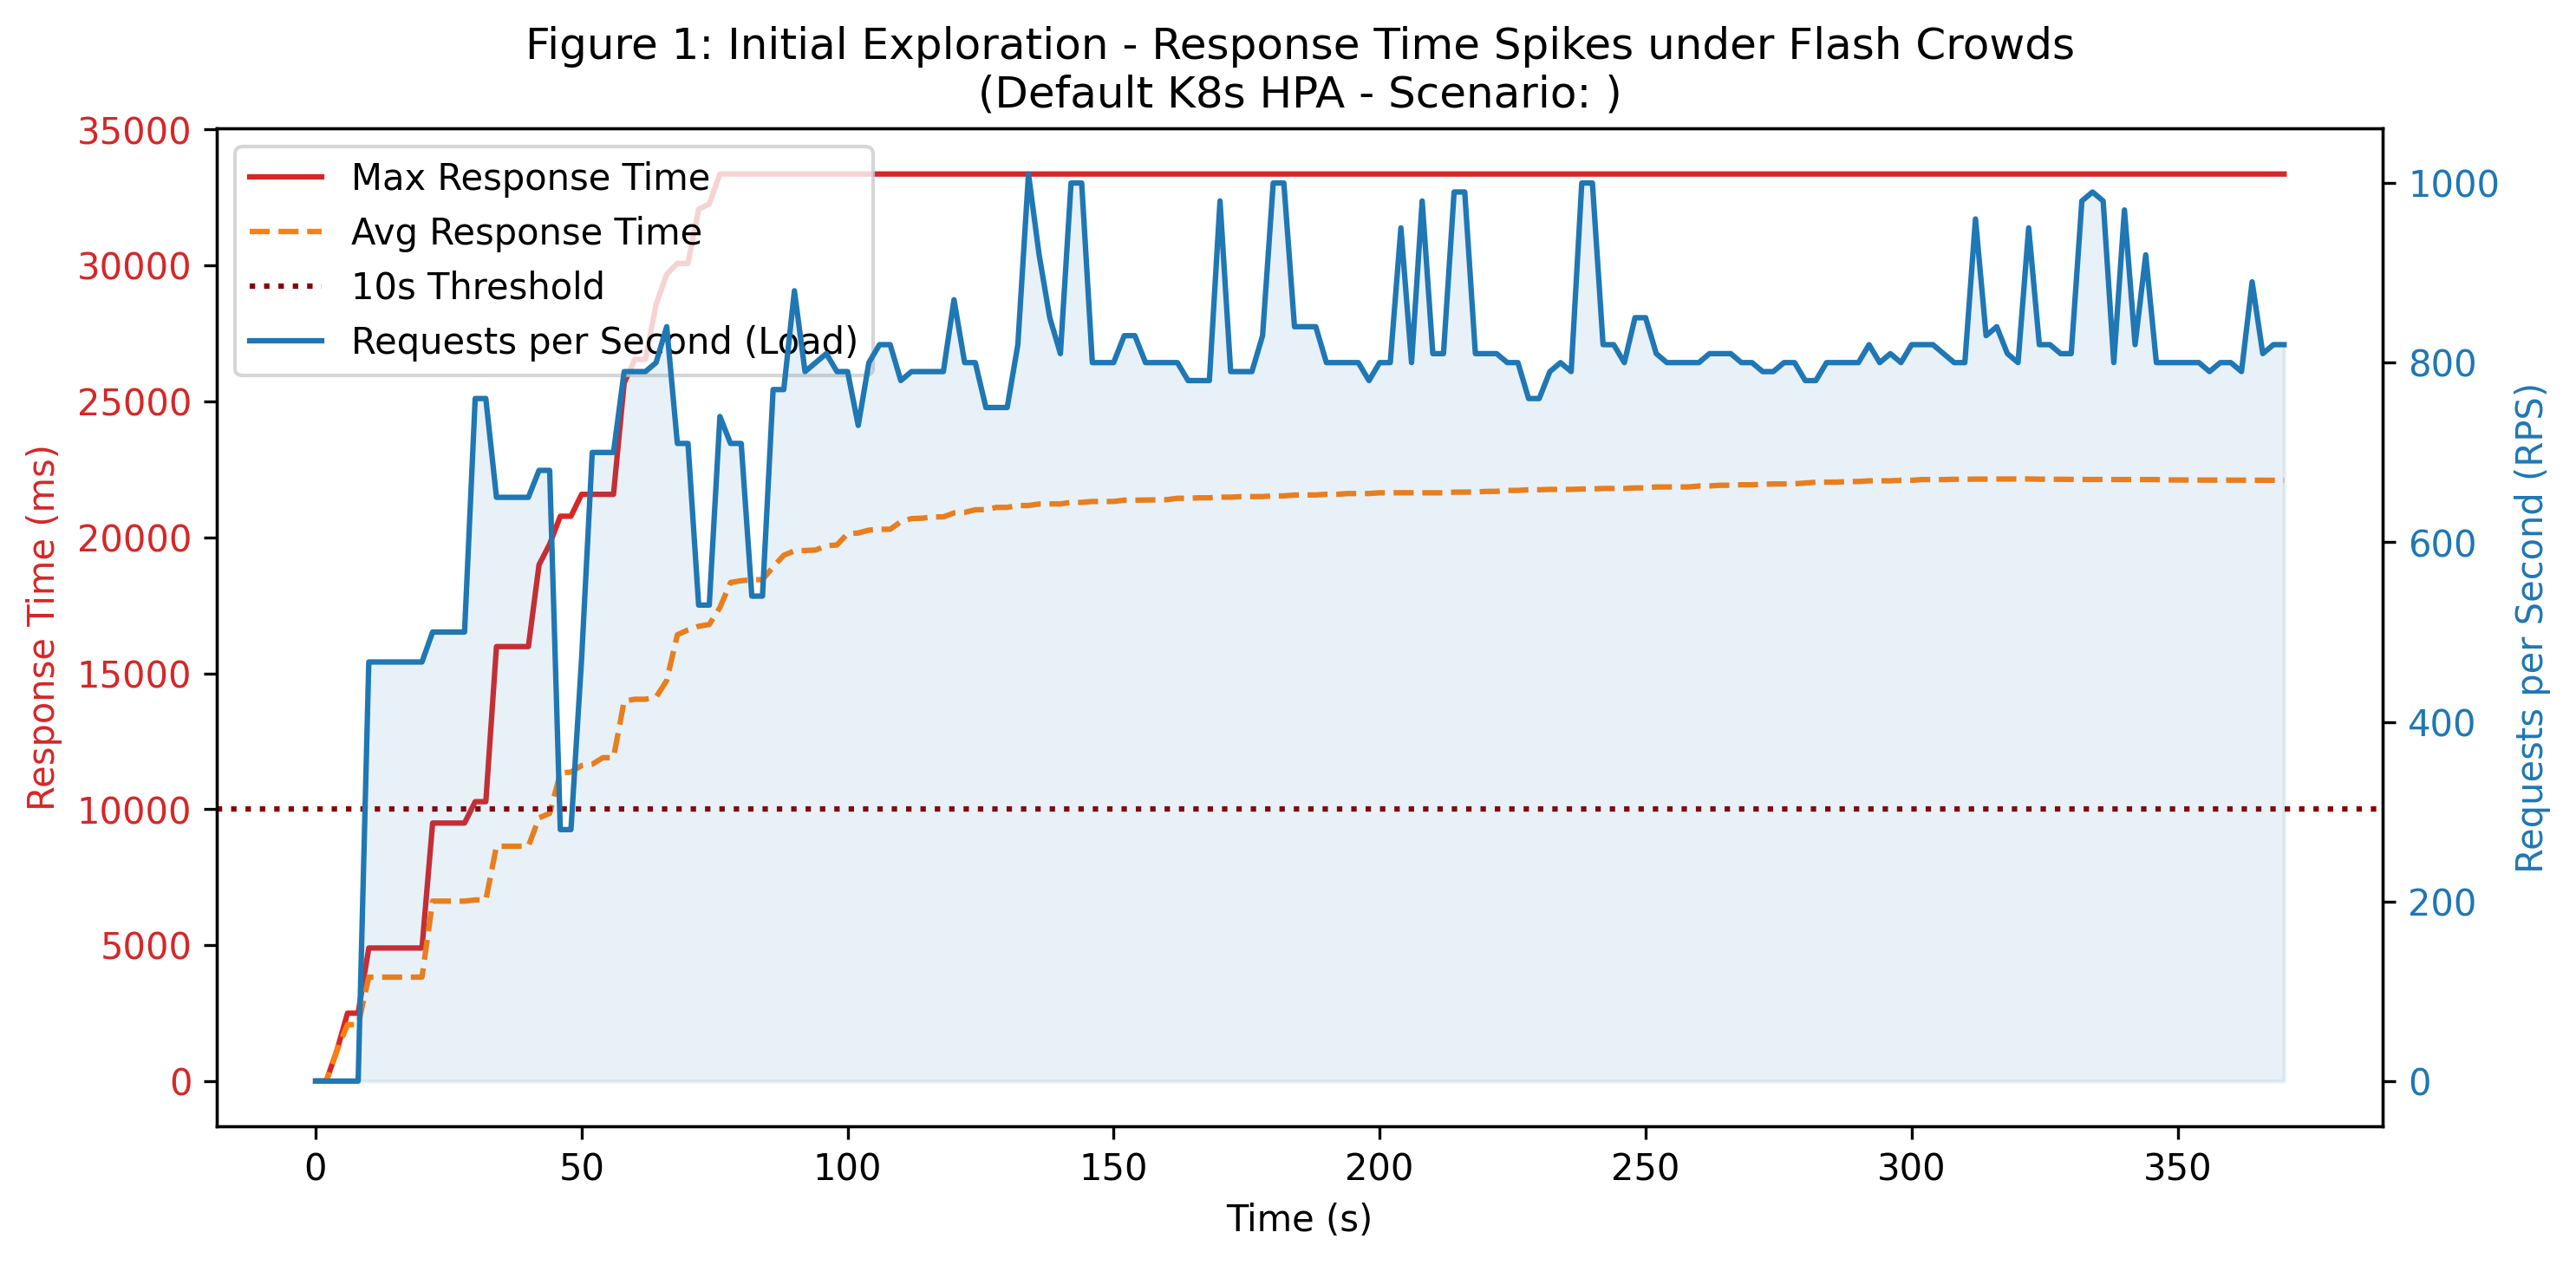 Figure 1: Initial Exploration - Response Time Spikes under Flash Crowds
(Default K8s HPA - Scenario: )
Max Response Time
Avg Response Time
10s Threshold
Requests per Second (Load)
Response Time (ms)
35000
30000
25000
20000
15000
10000
5000
0
1000
800
600
400
200
0
Requests per Second (RPS)
0 50 100 150 200 250 300 350
Time (s)